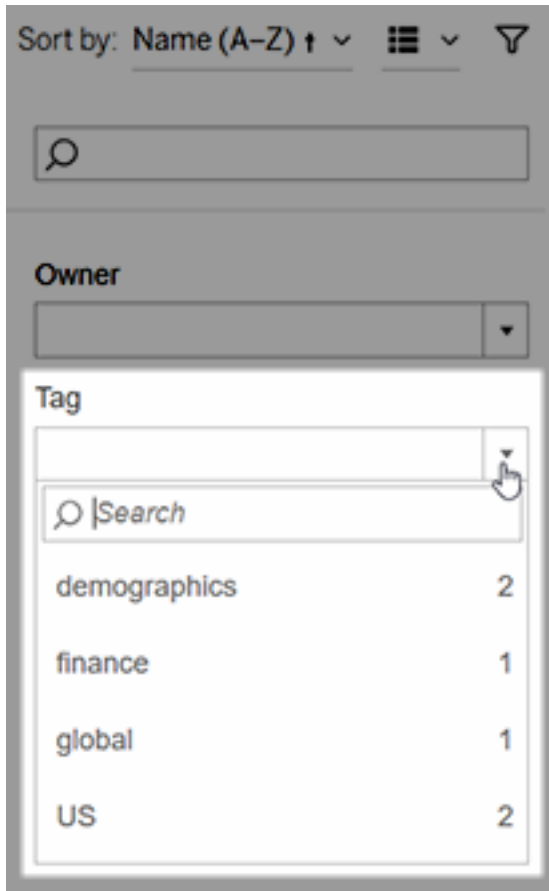 Sort by: Name (A–Z) ↑
Owner
Tag
Search
demographics 2
finance 1
global 1
US 2